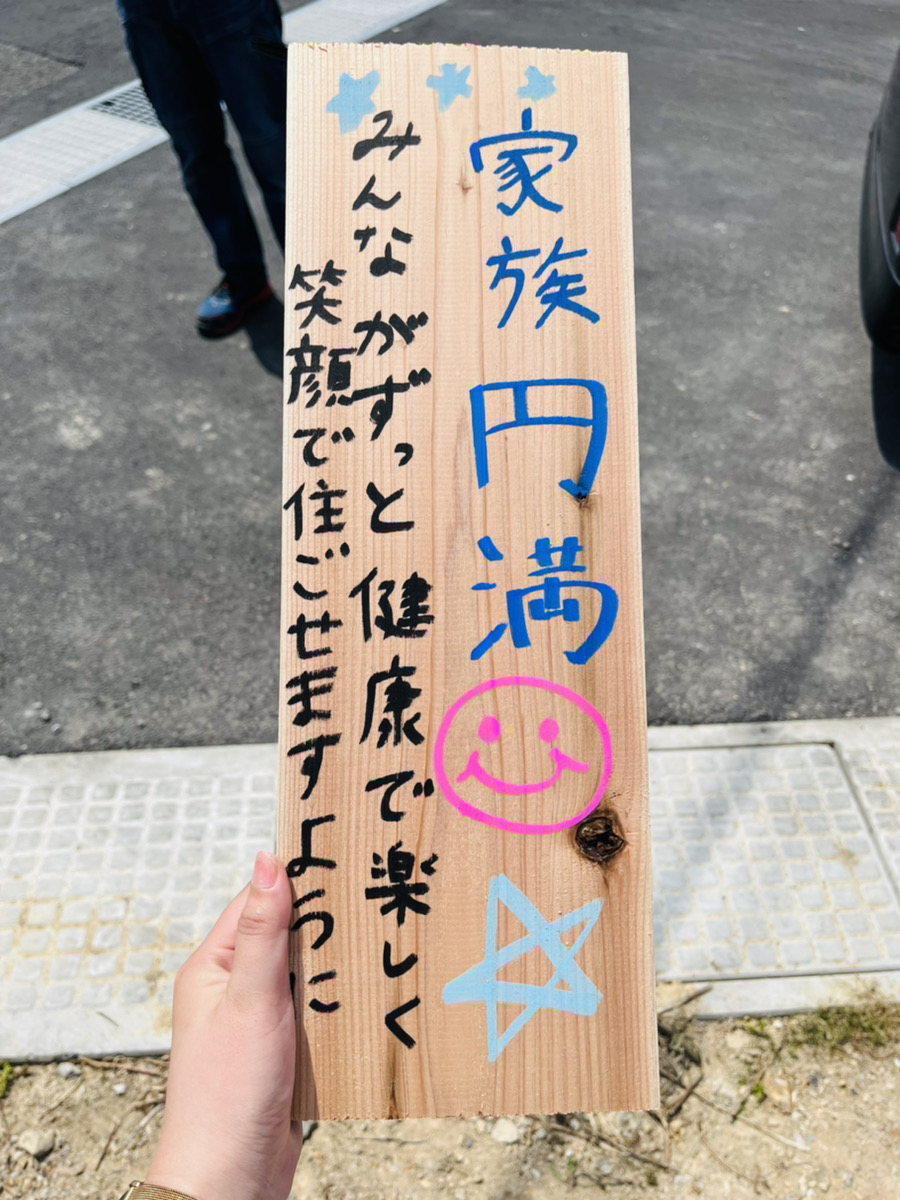 家族円満
みんながずっと健康で楽しく
笑顔で住ごせますように